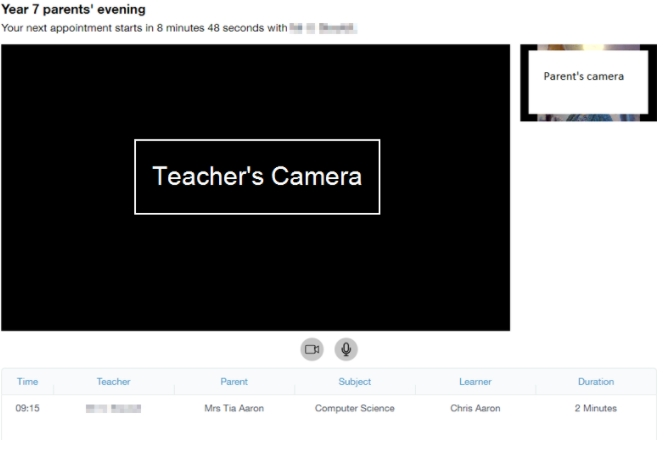 Year 7 parents' evening
Your next appointment starts in 8 minutes 48 seconds with
Parent's camera
Teacher's Camera
Time Teacher Parent Subject Learner Duration
09:15 Mrs Tia Aaron Computer Science Chris Aaron 2 Minutes